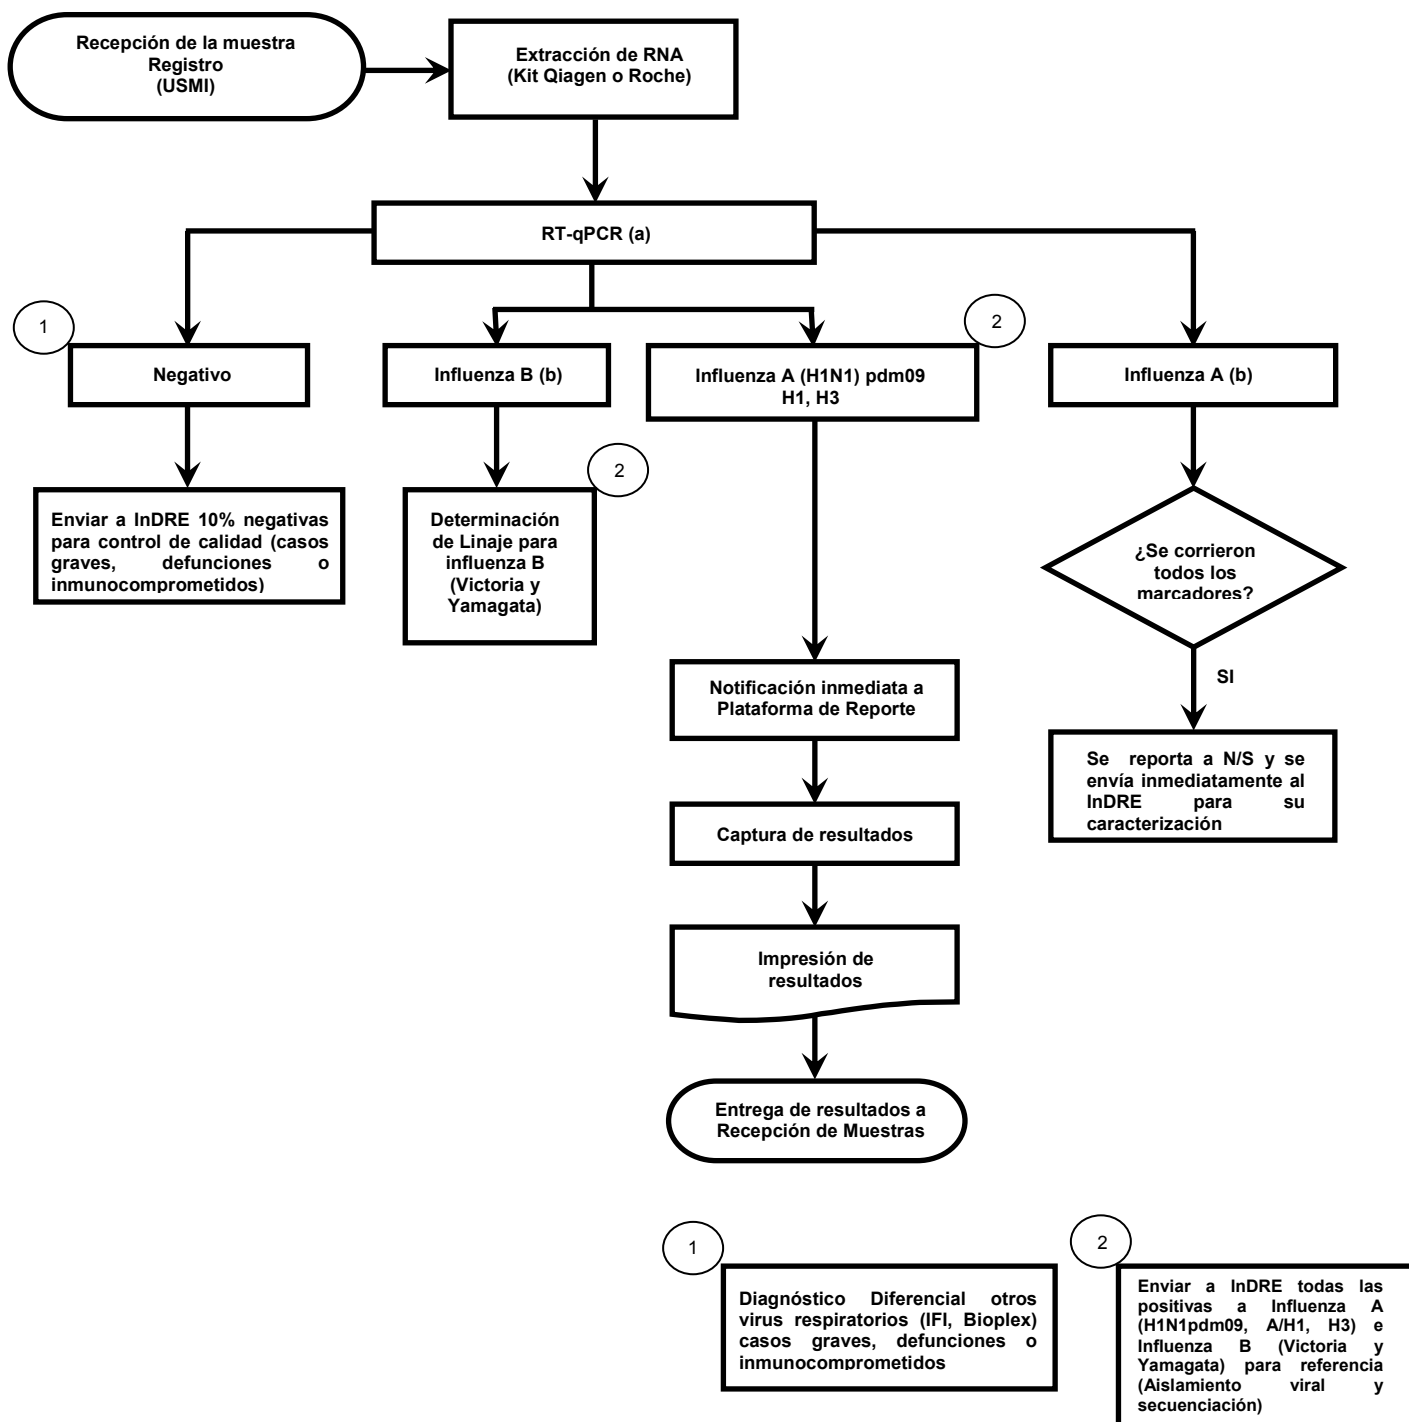 Recepción de la muestra
Registro
(USMI)
Extracción de RNA
(Kit Qiagen o Roche)
RT-qPCR (a)
1
Negativo
Influenza B (b)
2
Influenza A (H1N1) pdm09
H1, H3
Influenza A (b)
Enviar a InDRE 10% negativas
para control de calidad (casos
graves, defunciones o
inmunocomprometidos)
2
Determinación
de Linaje para
influenza B
(Victoria y
Yamagata)
¿Se corrieron
todos los
marcadores?
SI
Notificación inmediata a
Plataforma de Reporte
Se reporta a N/S y se
envía inmediatamente al
InDRE para su
caracterización
Captura de resultados
Impresión de
resultados
Entrega de resultados a
Recepción de Muestras
1
Diagnóstico Diferencial otros
virus respiratorios (IFI, Bioplex)
casos graves, defunciones o
inmunocomprometidos
2
Enviar a InDRE todas las
positivas a Influenza A
(H1N1pdm09, A/H1, H3) e
Influenza B (Victoria y
Yamagata) para referencia
(Aislamiento viral y
secuenciación)